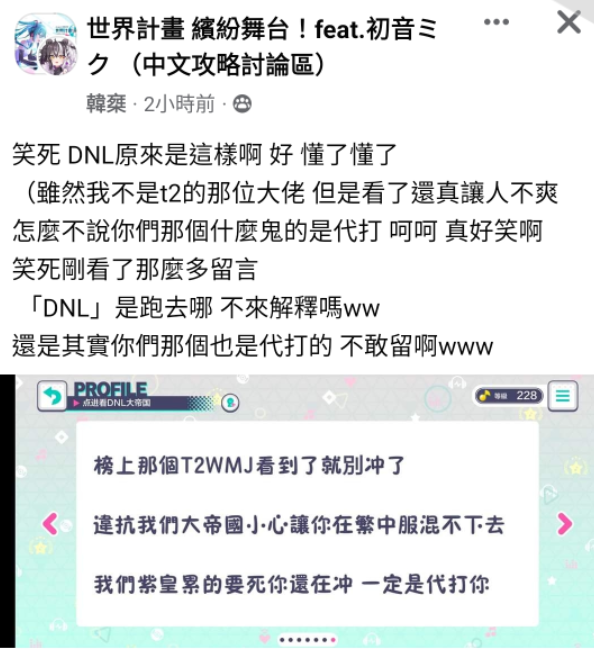 世界計畫 繽紛舞台！feat.初音ミ
ク （中文攻略討論區）
韓椉 · 2小時前 ·
笑死 DNL原來是這樣啊 好 懂了懂了
（雖然我不是t2的那位大佬 但是看了還真讓人不爽
怎麼不說你們那個什麼鬼的是代打 呵呵 真好笑啊
笑死剛看了那麼多留言
「DNL」是跑去哪 不來解釋嗎ww
還是其實你們那個也是代打的 不敢留啊www
PROFILE
点进看DNL大帝国
等級 228
榜上那個T2WMJ看到了就別冲了
違抗我們大帝國小心讓你在繁中服混不下去
我們紫皇累的要死你還在冲 一定是代打你